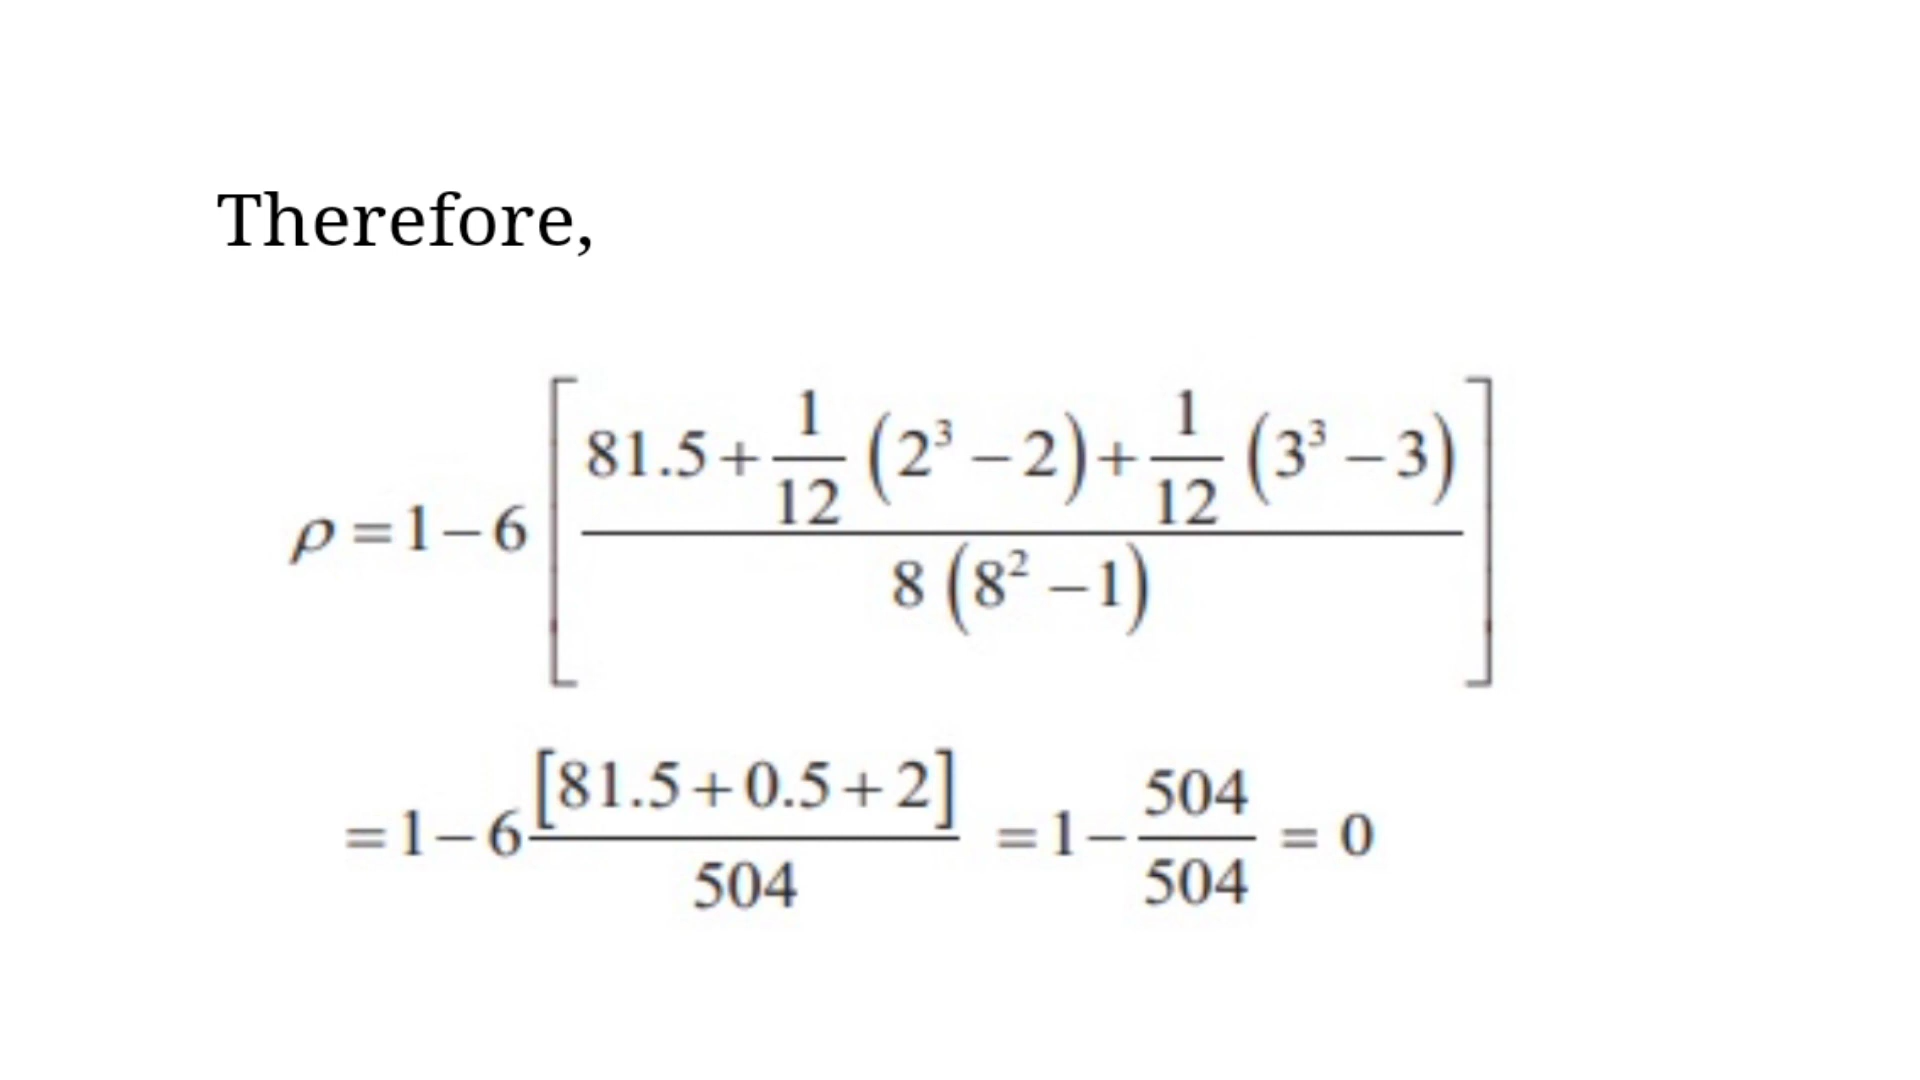 Therefore,
ρ = 1 − 6 [ (81.5 + 1/12 (2³ − 2) + 1/12 (3³ − 3)) / (8 (8² − 1)) ]
= 1 − 6 [81.5 + 0.5 + 2] / 504 = 1 − 504/504 = 0